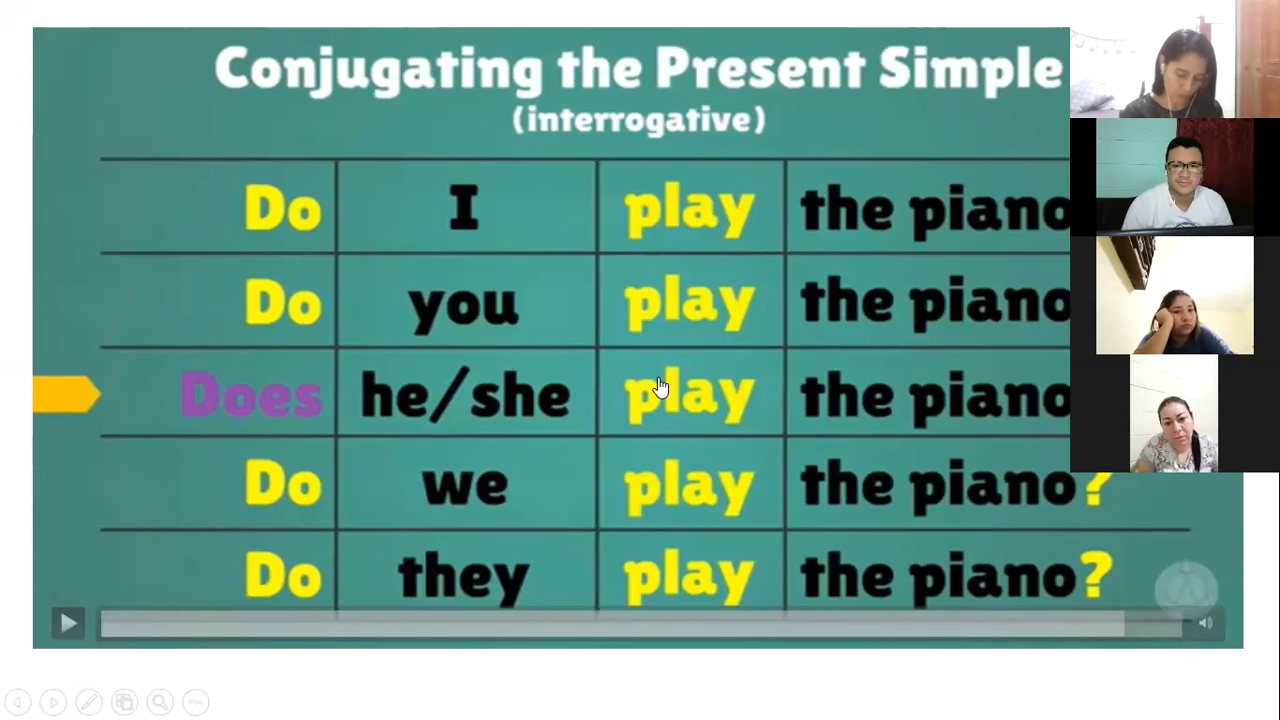 Conjugating the Present Simple
(interrogative)
Do I play the piano
Do you play the piano
Does he/she play the piano
Do we play the piano?
Do they play the piano?